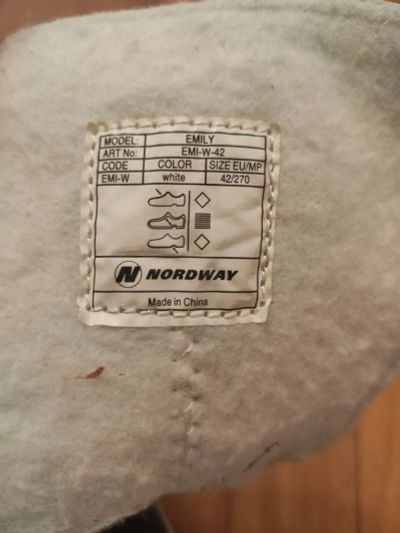 MODEL: EMILY
ART No: EMI-W-42
CODE COLOR SIZE EU/MP
EMI-W white 42/270
N NORDWAY
Made in China